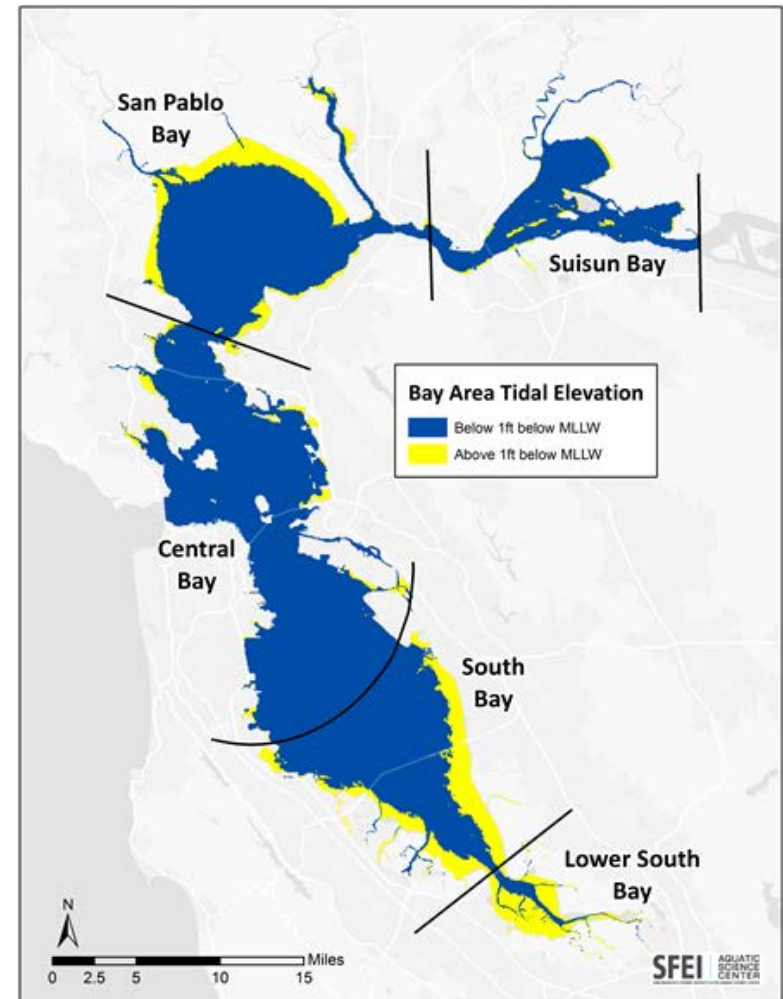 San Pablo
Bay
Suisun Bay
Bay Area Tidal Elevation
Below 1ft below MLLW
Above 1ft below MLLW
Central
Bay
South
Bay
Lower South
Bay
N
Miles
0 2.5 5 10 15
SFEI
AQUATIC
SCIENCE
CENTER